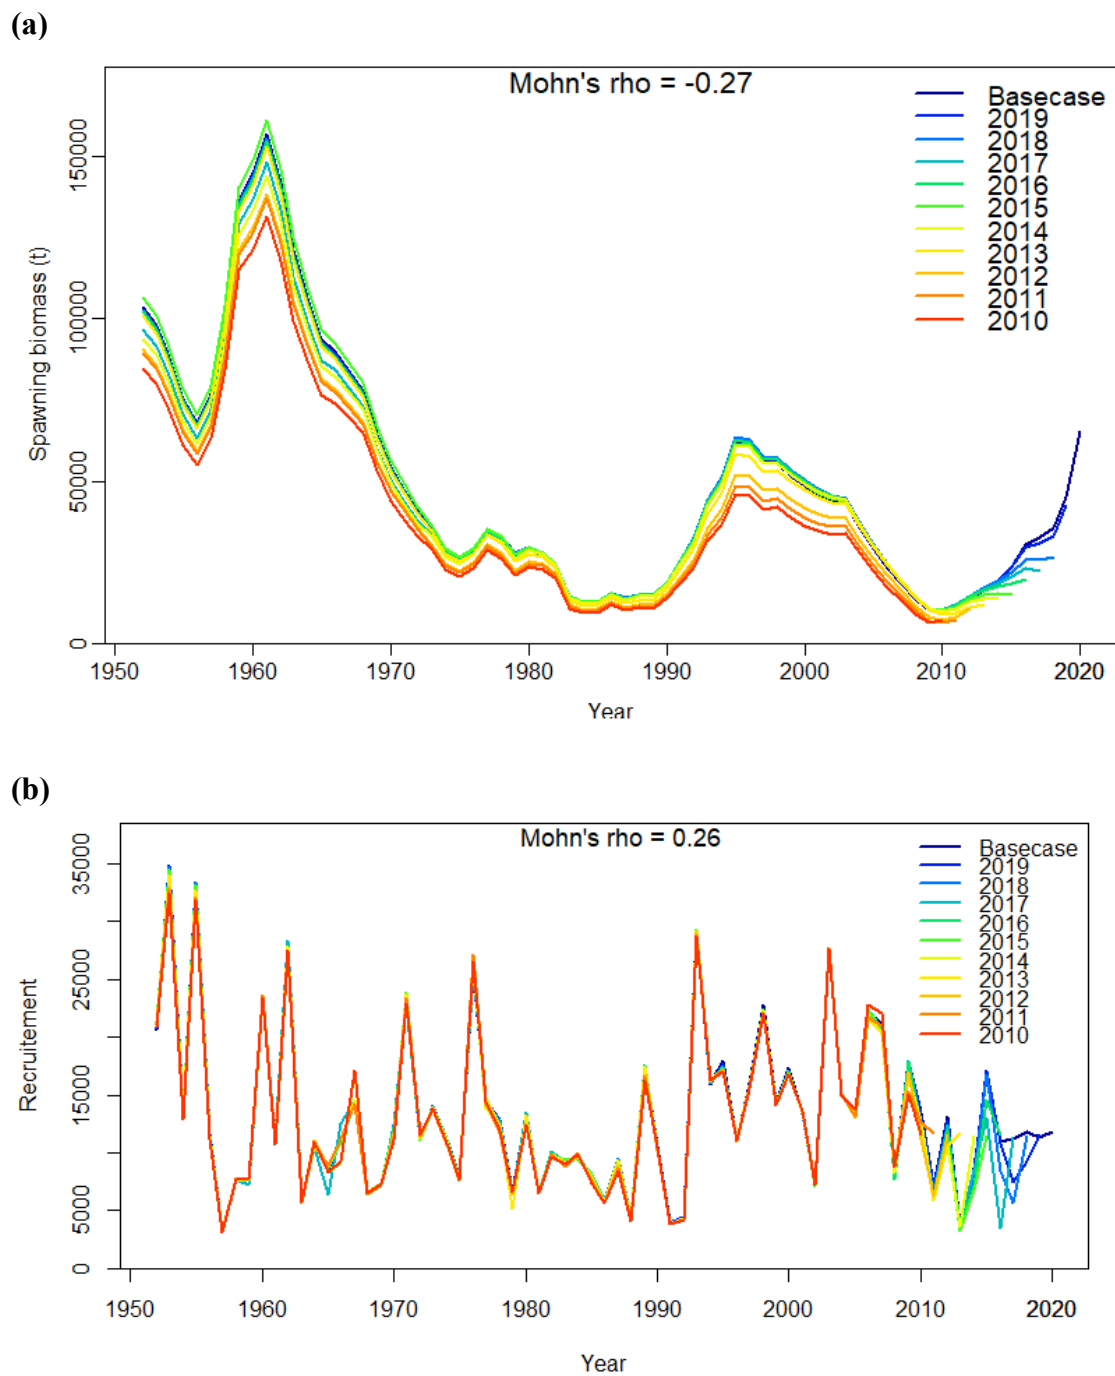 (a)
Mohn's rho = -0.27
Basecase
2019
2018
2017
2016
2015
2014
2013
2012
2011
2010
Spawning biomass (t)
150000
100000
50000
0
1950 1960 1970 1980 1990 2000 2010 2020
Year
(b)
Mohn's rho = 0.26
Basecase
2019
2018
2017
2016
2015
2014
2013
2012
2011
2010
Recruitement
35000
25000
15000
5000
0
1950 1960 1970 1980 1990 2000 2010 2020
Year